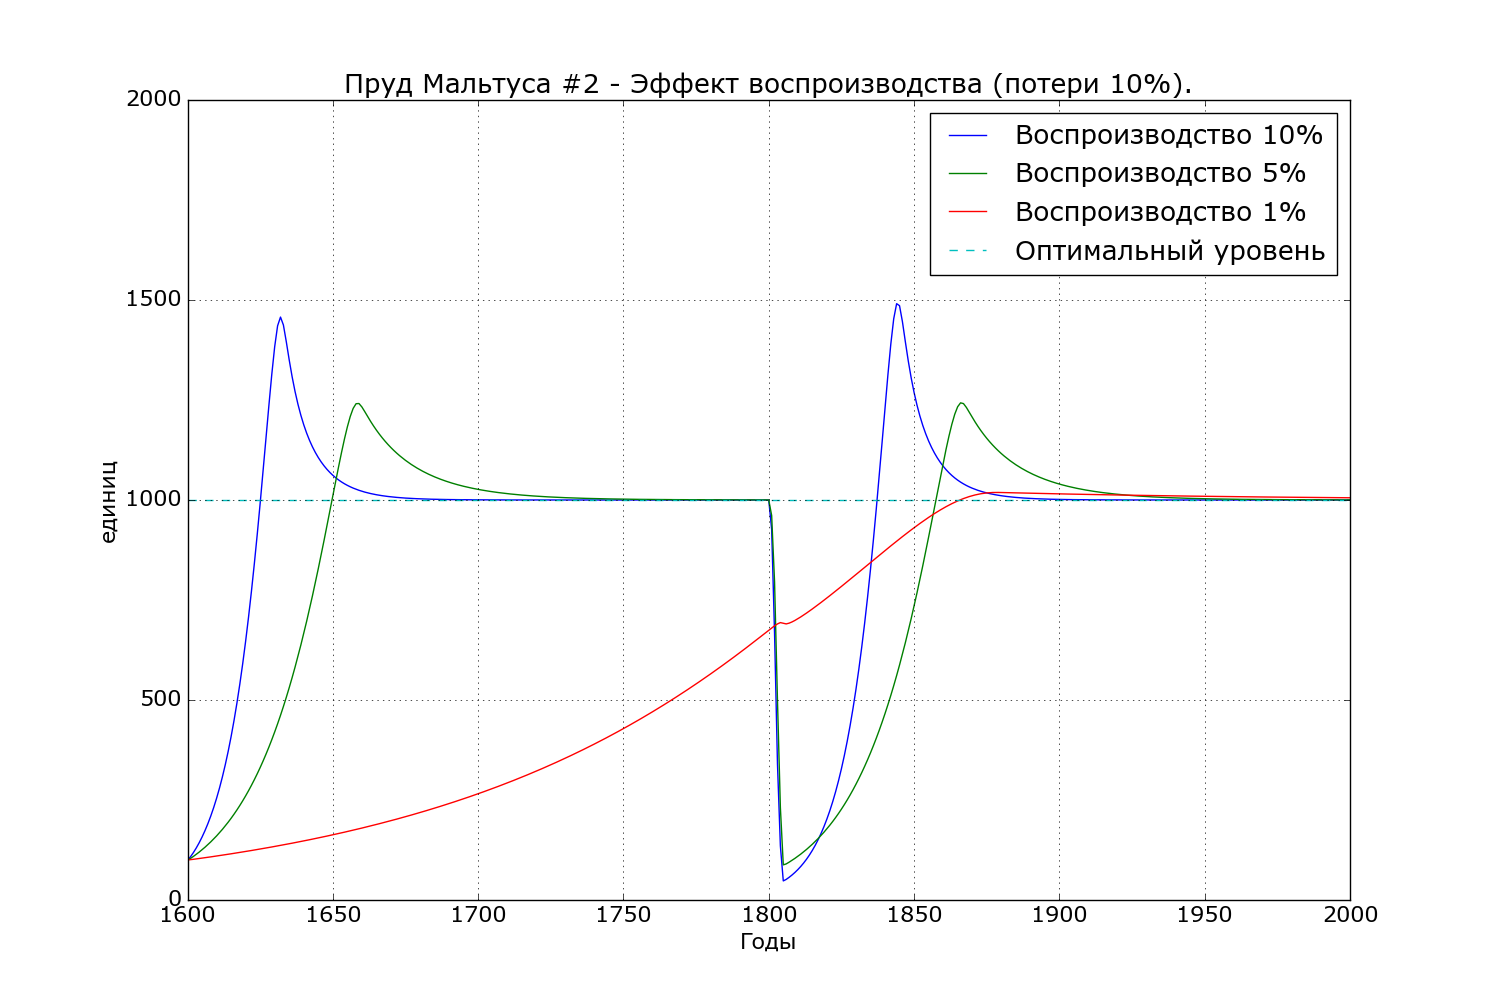 Пруд Мальтуса #2 - Эффект воспроизводства (потери 10%).
2000
Воспроизводство 10%
Воспроизводство 5%
Воспроизводство 1%
Оптимальный уровень
1500
1000
единиц
500
0
1600 1650 1700 1750 1800 1850 1900 1950 2000
Годы